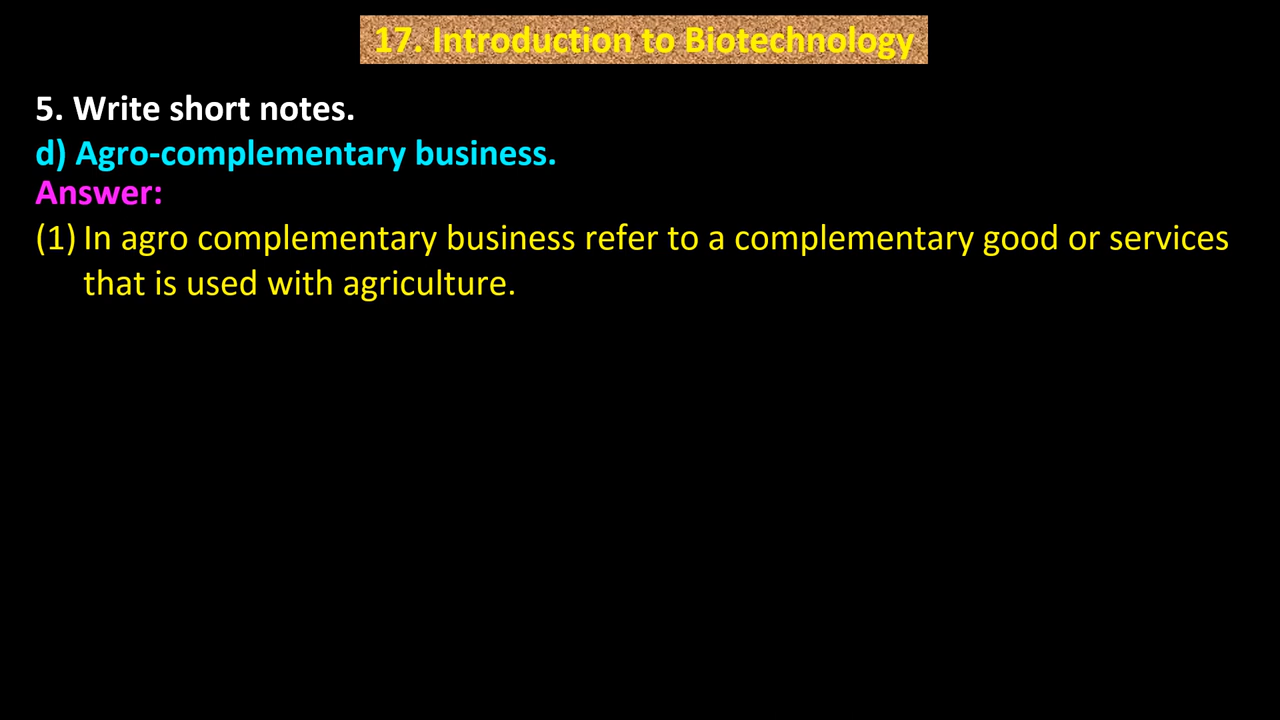 17. Introduction to Biotechnology
5. Write short notes.
d) Agro-complementary business.
Answer:
(1) In agro complementary business refer to a complementary good or services
that is used with agriculture.